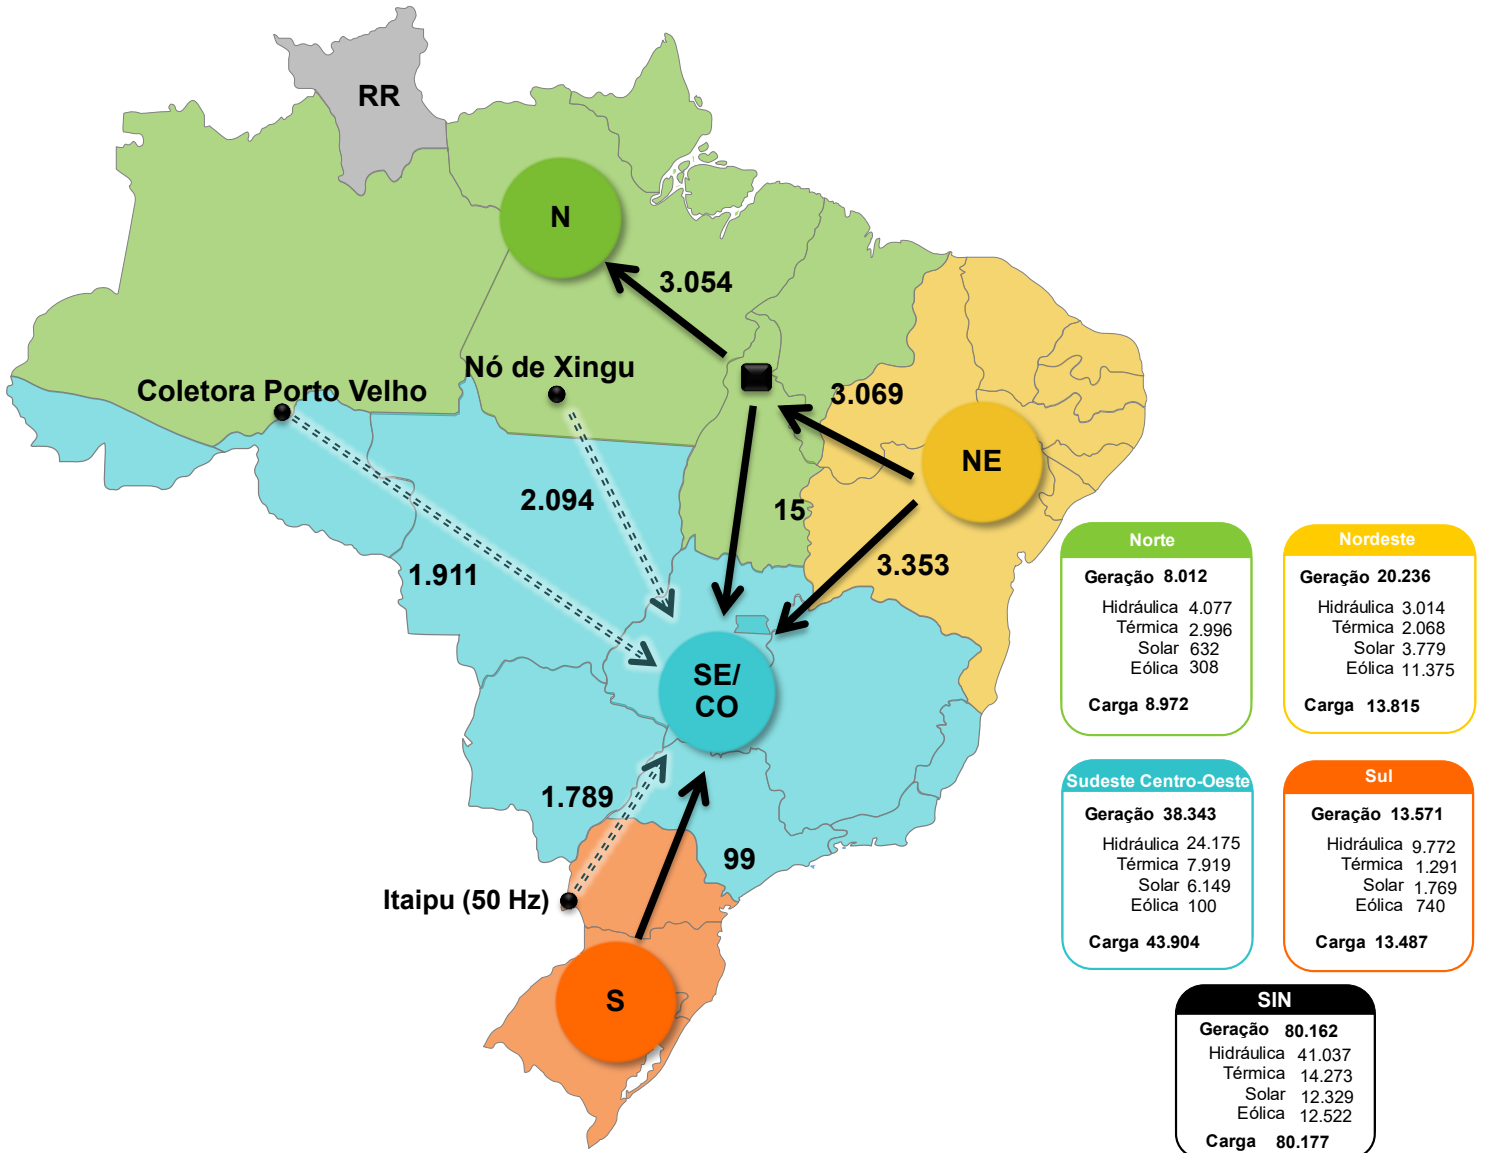 RR
N
3.054
Nó de Xingu
Coletora Porto Velho
3.069
NE
2.094
15
3.353
1.911
SE/
CO
1.789
99
Itaipu (50 Hz)
S
Norte
Geração 8.012
Hidráulica 4.077
Térmica 2.996
Solar 632
Eólica 308
Carga 8.972
Nordeste
Geração 20.236
Hidráulica 3.014
Térmica 2.068
Solar 3.779
Eólica 11.375
Carga 13.815
Sudeste Centro-Oeste
Geração 38.343
Hidráulica 24.175
Térmica 7.919
Solar 6.149
Eólica 100
Carga 43.904
Sul
Geração 13.571
Hidráulica 9.772
Térmica 1.291
Solar 1.769
Eólica 740
Carga 13.487
SIN
Geração 80.162
Hidráulica 41.037
Térmica 14.273
Solar 12.329
Eólica 12.522
Carga 80.177